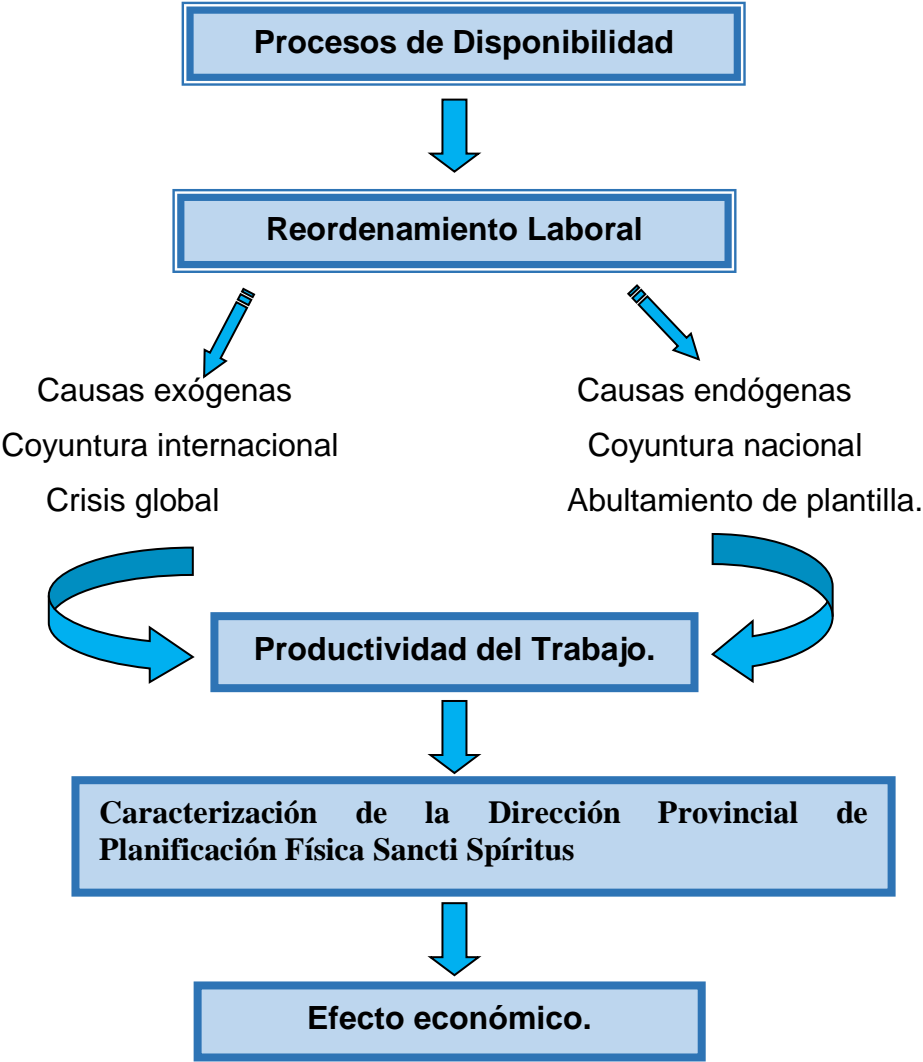 Procesos de Disponibilidad
Reordenamiento Laboral
Causas exógenas
Causas endógenas
Coyuntura internacional
Coyuntura nacional
Crisis global
Abultamiento de plantilla.
Productividad del Trabajo.
Caracterización de la Dirección Provincial de
Planificación Física Sancti Spíritus
Efecto económico.